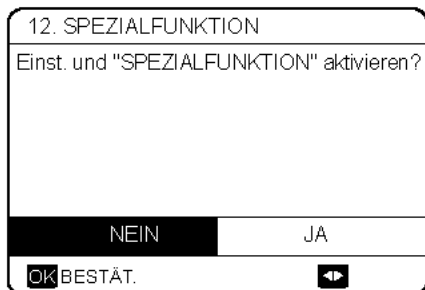 12. SPEZIALFUNKTION
Einst. und "SPEZIALFUNKTION" aktivieren?
NEIN JA
OK BESTÄT.